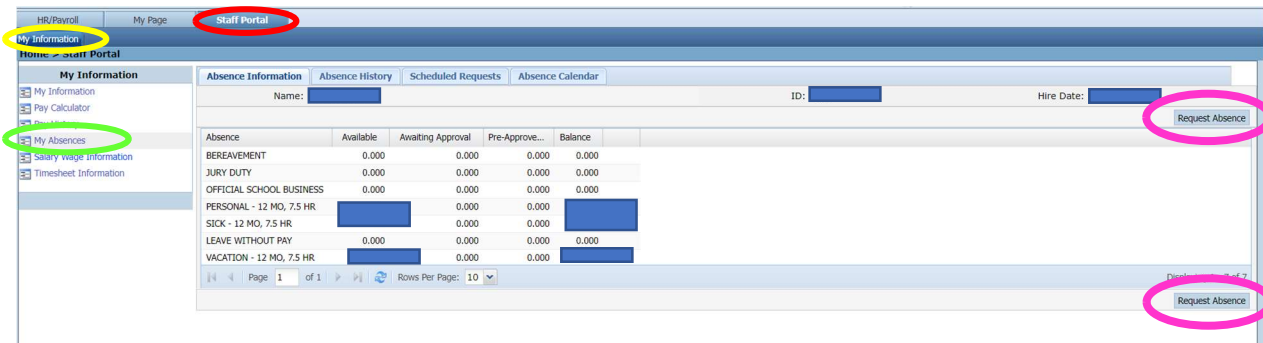 HR/Payroll My Page Staff Portal
My Information
Home > Staff Portal
My Information
My Information
Pay Calculator
My Absences
Salary Wage Information
Timesheet Information
Absence Information Absence History Scheduled Requests Absence Calendar
Name: ID: Hire Date:
Request Absence
Absence Available Awaiting Approval Pre-Approve... Balance
BEREAVEMENT 0.000 0.000 0.000 0.000
JURY DUTY 0.000 0.000 0.000 0.000
OFFICIAL SCHOOL BUSINESS 0.000 0.000 0.000 0.000
PERSONAL - 12 MO, 7.5 HR 0.000 0.000
SICK - 12 MO, 7.5 HR 0.000 0.000
LEAVE WITHOUT PAY 0.000 0.000 0.000 0.000
VACATION - 12 MO, 7.5 HR 0.000 0.000
Page 1 of 1 Rows Per Page: 10 of 7
Request Absence